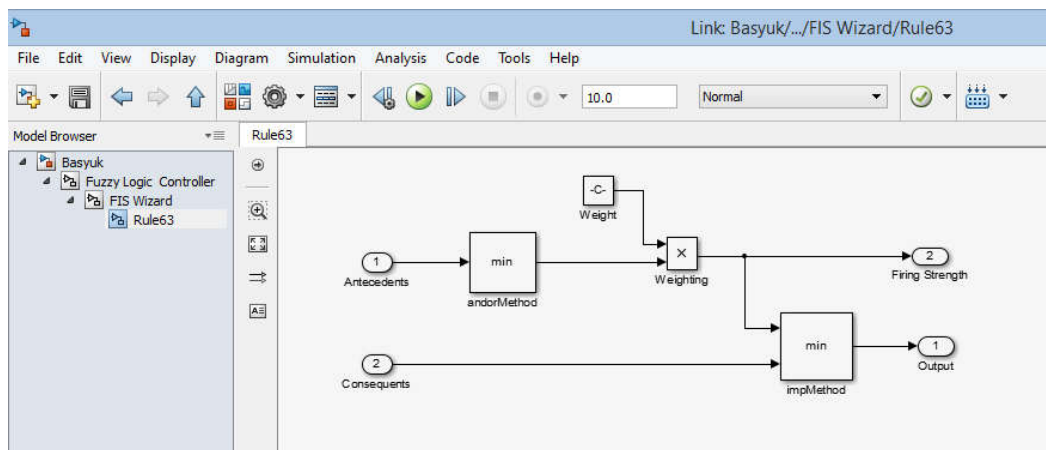 Link: Basyuk/.../FIS Wizard/Rule63
File Edit View Display Diagram Simulation Analysis Code Tools Help
10.0 Normal
Model Browser
Rule63
Basyuk
Fuzzy Logic Controller
FIS Wizard
Rule63
-C-
Weight
1
Antecedents
min
andorMethod
×
Weighting
2
Firing Strength
2
Consequents
min
impMethod
1
Output